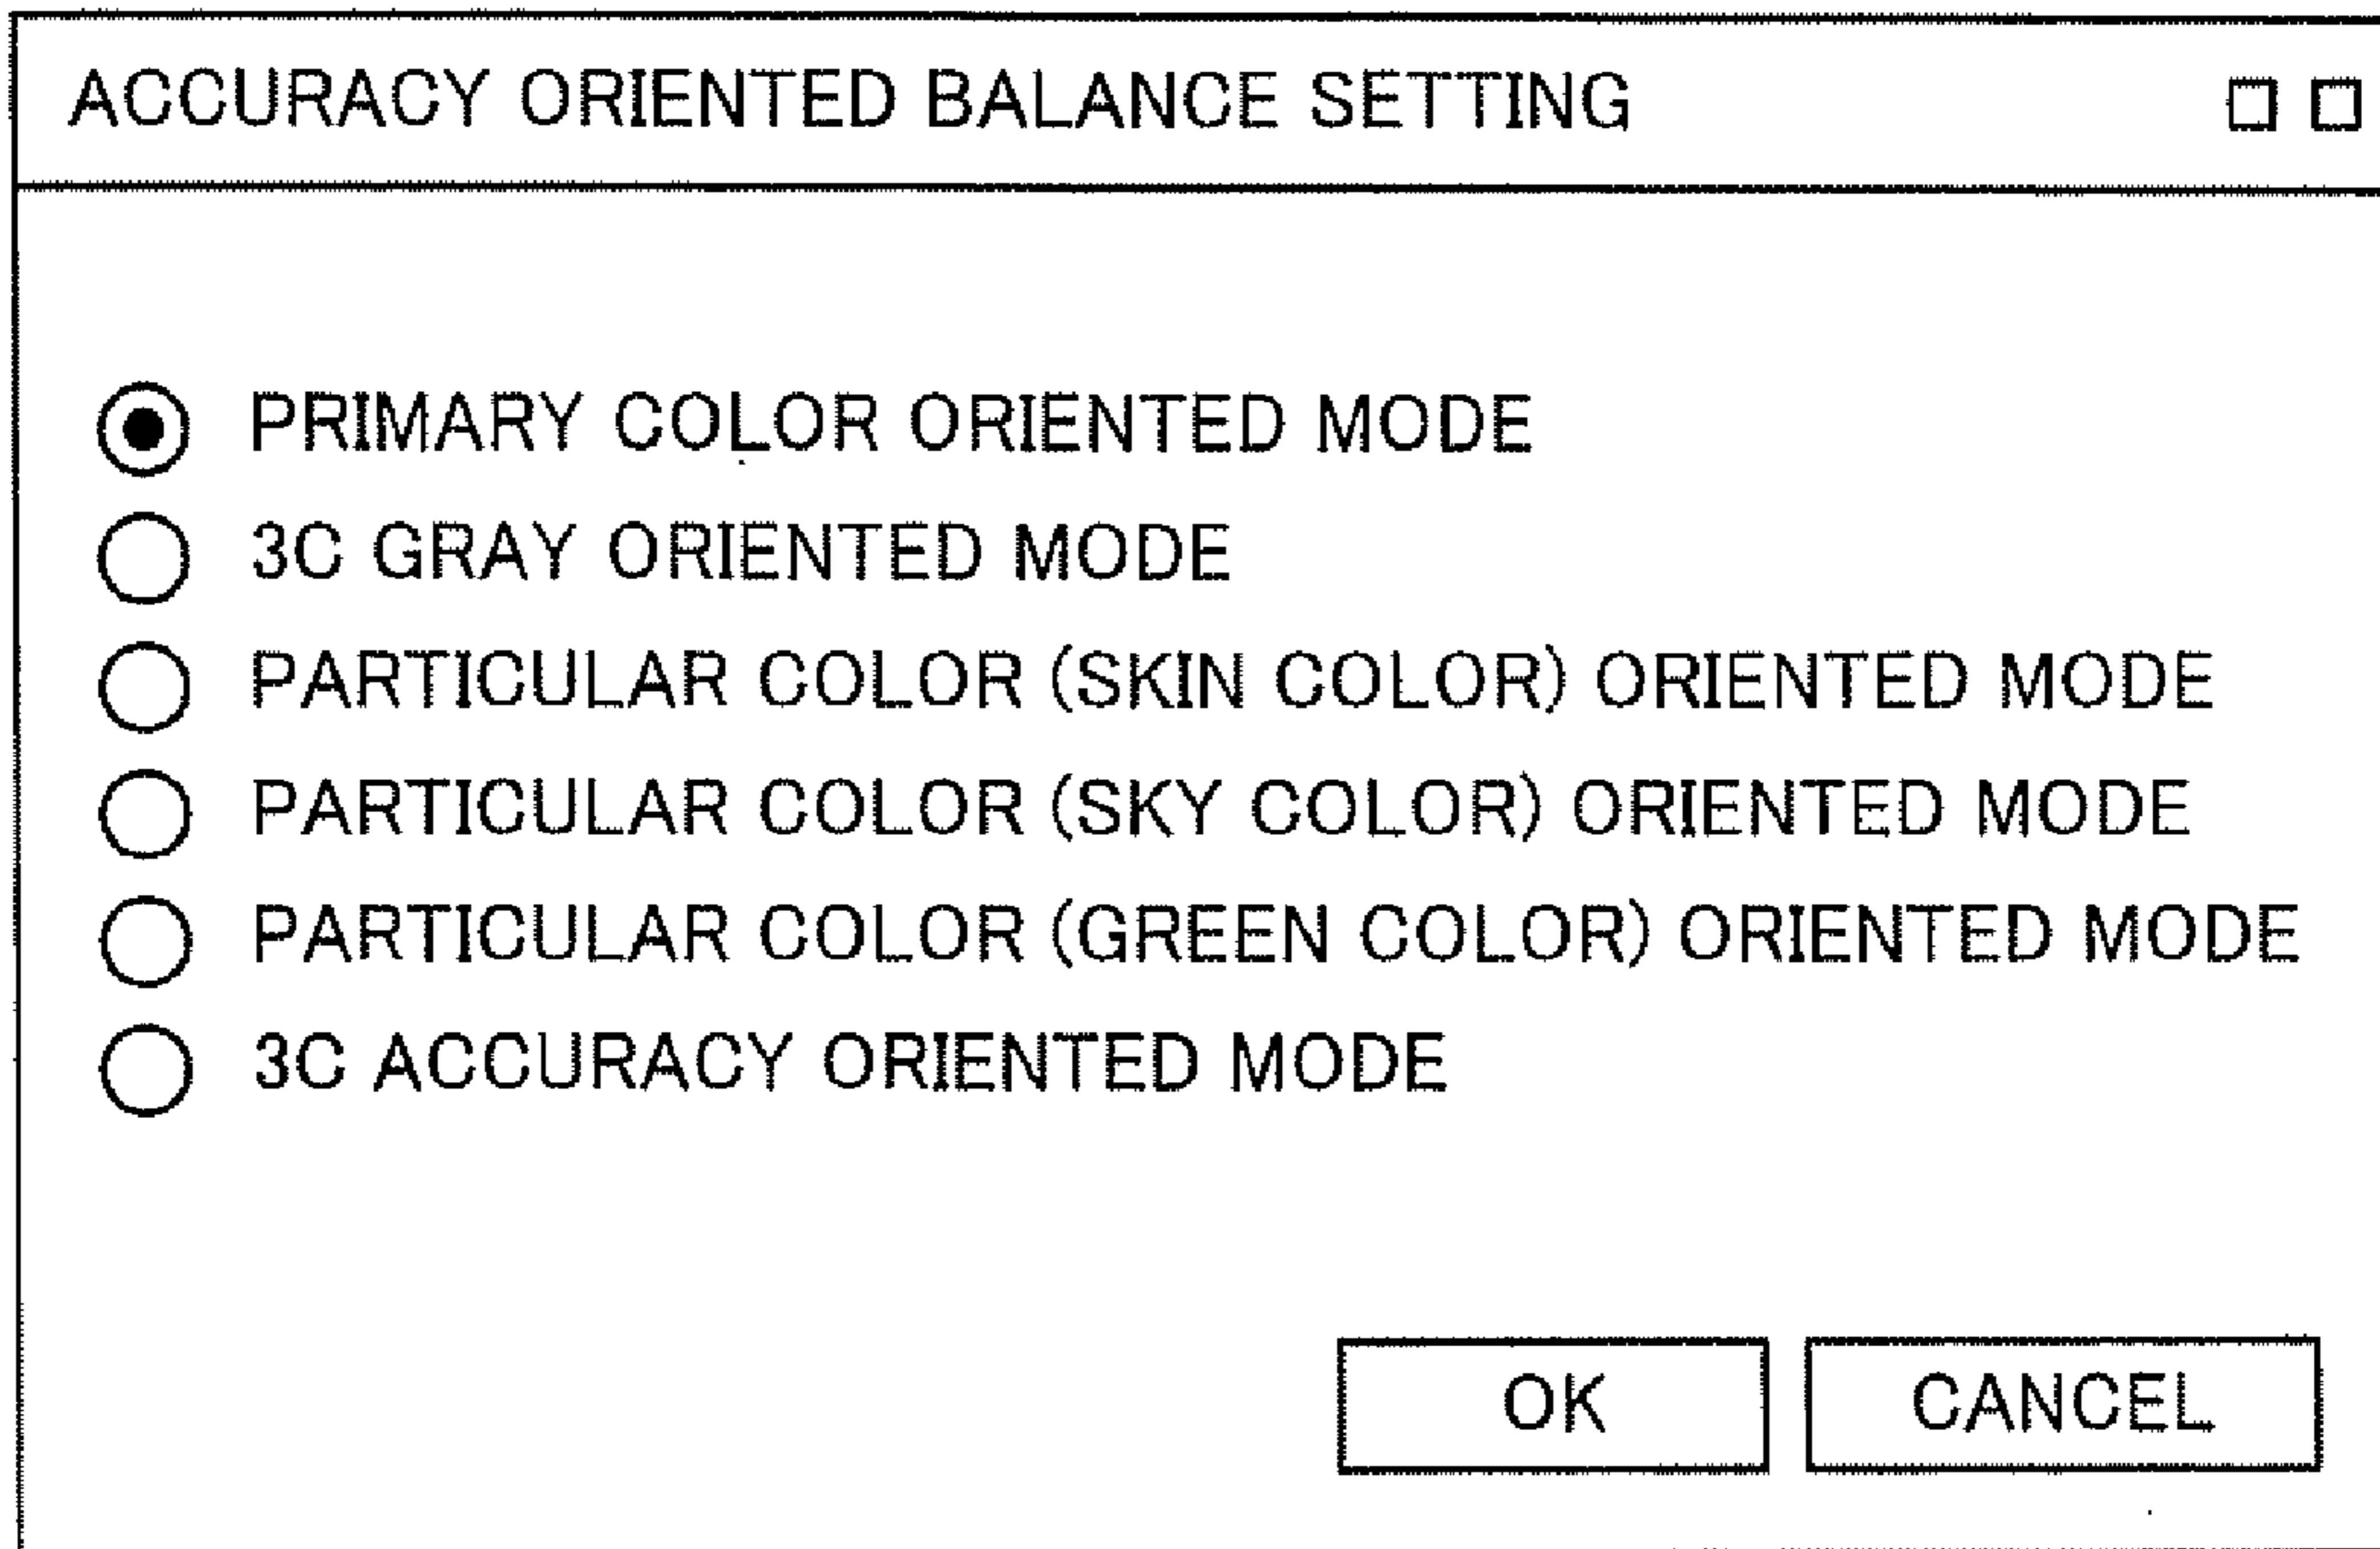 ACCURACY ORIENTED BALANCE SETTING
PRIMARY COLOR ORIENTED MODE
3C GRAY ORIENTED MODE
PARTICULAR COLOR (SKIN COLOR) ORIENTED MODE
PARTICULAR COLOR (SKY COLOR) ORIENTED MODE
PARTICULAR COLOR (GREEN COLOR) ORIENTED MODE
3C ACCURACY ORIENTED MODE
OK CANCEL